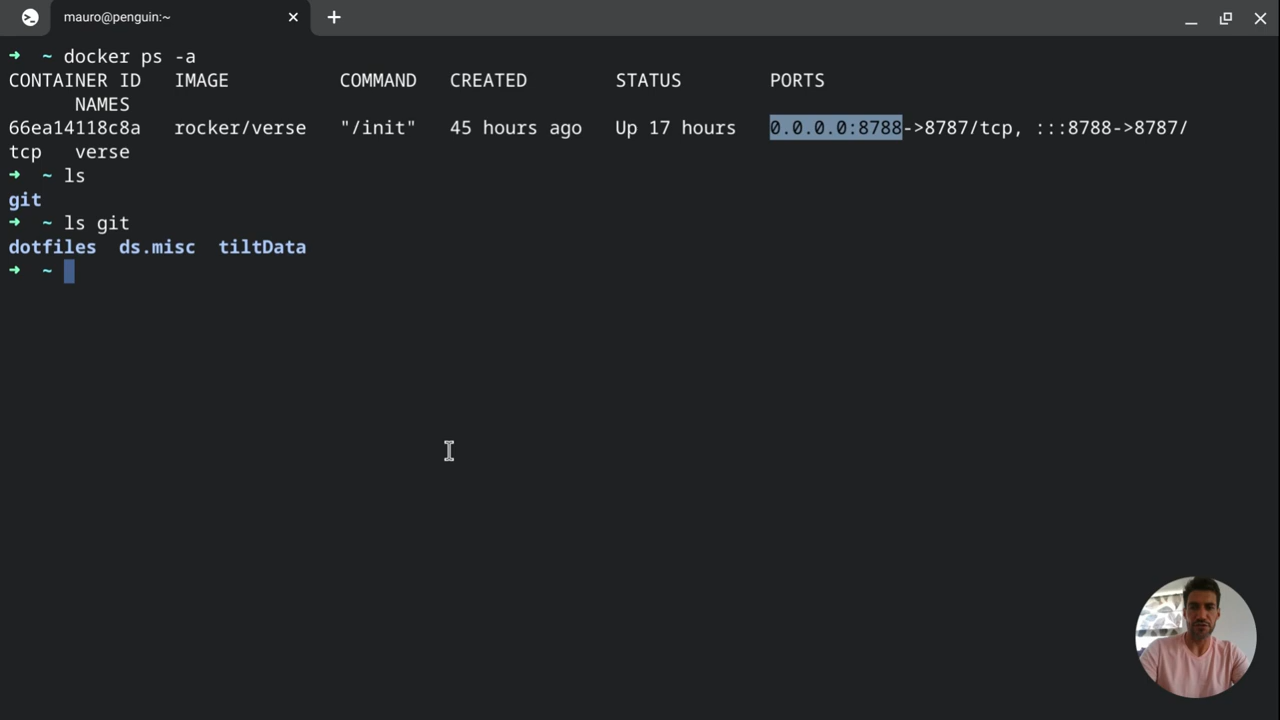 mauro@penguin:~
➜ ~ docker ps -a
CONTAINER ID IMAGE COMMAND CREATED STATUS PORTS
NAMES
66ea14118c8a rocker/verse "/init" 45 hours ago Up 17 hours 0.0.0.0:8788->8787/tcp, :::8788->8787/
tcp verse
➜ ~ ls
git
➜ ~ ls git
dotfiles ds.misc tiltData
➜ ~